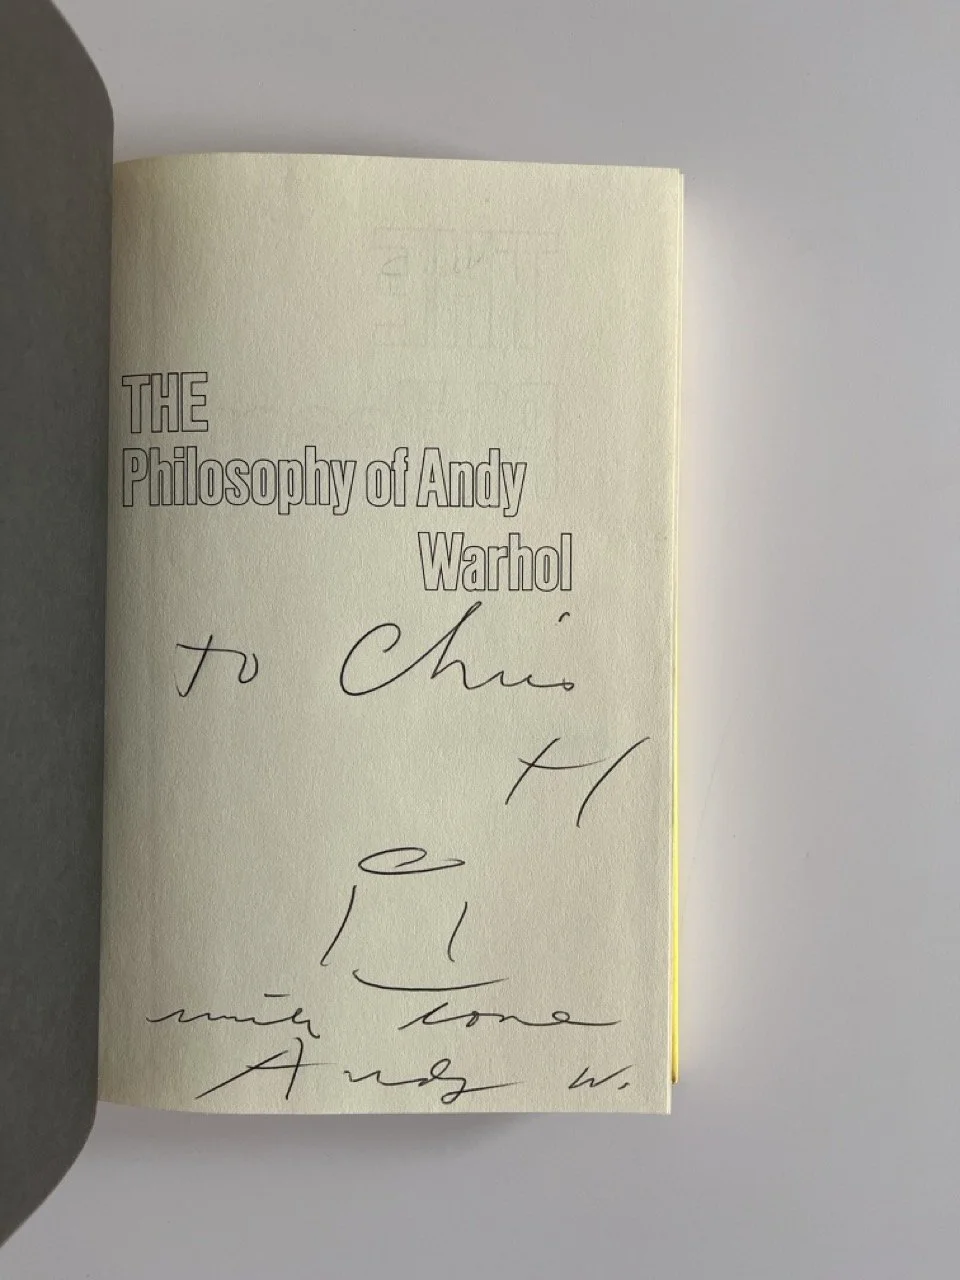 THE
Philosophy of Andy
Warhol
to Chris
H
with love
Andy W.